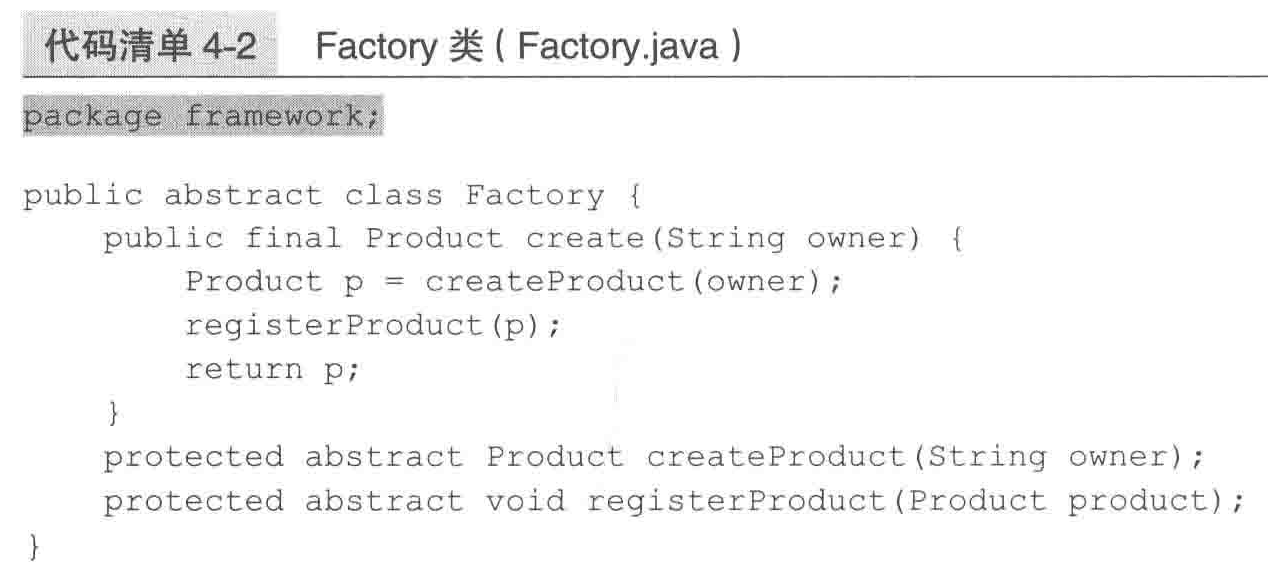 代码清单 4-2 Factory 类（Factory.java）
package framework;
public abstract class Factory {
    public final Product create(String owner) {
        Product p = createProduct(owner);
        registerProduct(p);
        return p;
    }
    protected abstract Product createProduct(String owner);
    protected abstract void registerProduct(Product product);
}